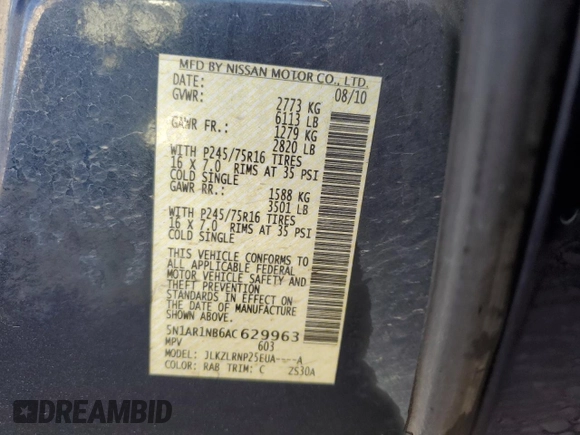 MFD BY NISSAN MOTOR CO., LTD.
DATE: 08/10
GVWR: 2773 KG
6113 LB
GAWR FR.: 1279 KG
2820 LB
WITH P245/75R16 TIRES
16 X 7.0 RIMS AT 35 PSI
COLD SINGLE
GAWR RR.: 1588 KG
3501 LB
WITH P245/75R16 TIRES
16 X 7.0 RIMS AT 35 PSI
COLD SINGLE
THIS VEHICLE CONFORMS TO
ALL APPLICABLE FEDERAL
MOTOR VEHICLE SAFETY AND
THEFT PREVENTION
STANDARDS IN EFFECT ON
THE DATE OF MANUFACTURE
SHOWN ABOVE.
5N1AR1NB6AC629963
MPV 603
MODEL: JLKZLRNP25EUA----A
COLOR: RAB TRIM: C 2S30A
DREAMBID